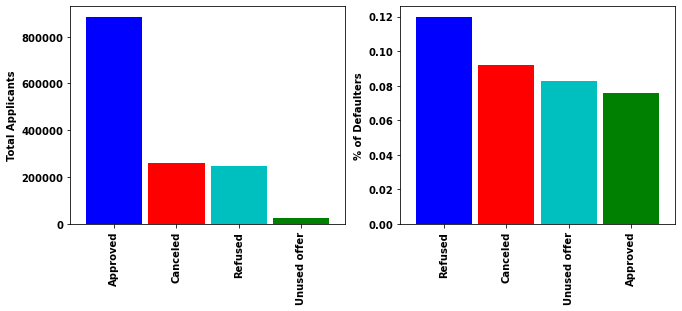 Total Applicants
800000
600000
400000
200000
0
Approved
Canceled
Refused
Unused offer
% of Defaulters
0.12
0.10
0.08
0.06
0.04
0.02
0.00
Refused
Canceled
Unused offer
Approved